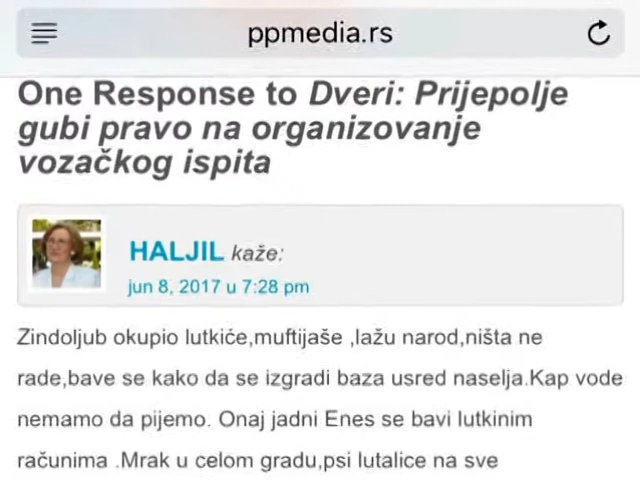 ppmedia.rs
One Response to Dveri: Prijepolje
gubi pravo na organizovanje
vozačkog ispita
HALJIL kaže:
jun 8, 2017 u 7:28 pm
Zindoljub okupio lutkiće,muftijaše ,lažu narod,ništa ne
rade,bave se kako da se izgradi baza usred naselja.Kap vode
nemamo da pijemo. Onaj jadni Enes se bavi lutkinim
računima .Mrak u celom gradu,psi lutalice na sve